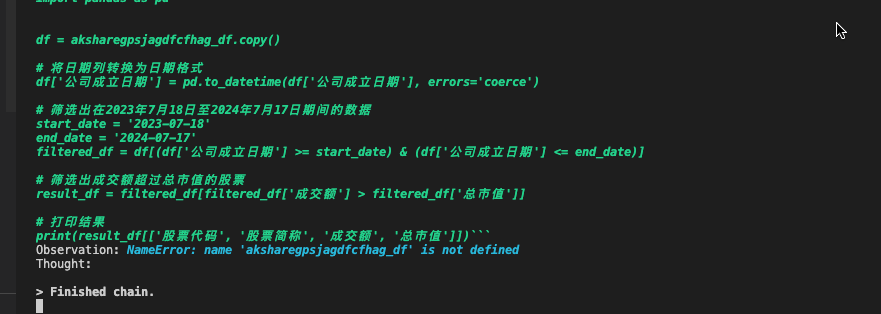 import pandas as pd
df = aksharegpsjagdfcfhag_df.copy()
# 将日期列转换为日期格式
df['公司成立日期'] = pd.to_datetime(df['公司成立日期'], errors='coerce')
# 筛选出在2023年7月18日至2024年7月17日期间的数据
start_date = '2023-07-18'
end_date = '2024-07-17'
filtered_df = df[(df['公司成立日期'] >= start_date) & (df['公司成立日期'] <= end_date)]
# 筛选出成交额超过总市值的股票
result_df = filtered_df[filtered_df['成交额'] > filtered_df['总市值']]
# 打印结果
print(result_df[['股票代码', '股票简称', '成交额', '总市值']])```
Observation: NameError: name 'aksharegpsjagdfcfhag_df' is not defined
Thought:
> Finished chain.